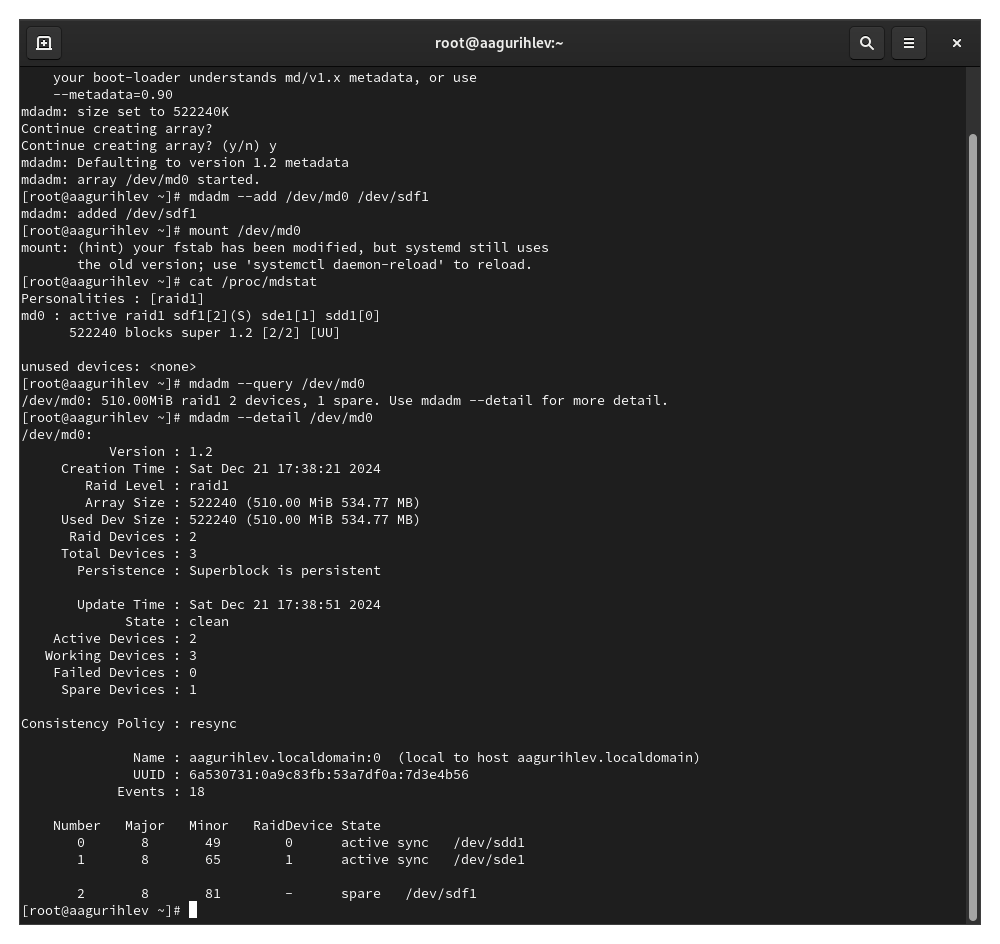 root@aagurihlev:~
    your boot-loader understands md/v1.x metadata, or use
    --metadata=0.90
mdadm: size set to 522240K
Continue creating array?
Continue creating array? (y/n) y
mdadm: Defaulting to version 1.2 metadata
mdadm: array /dev/md0 started.
[root@aagurihlev ~]# mdadm --add /dev/md0 /dev/sdf1
mdadm: added /dev/sdf1
[root@aagurihlev ~]# mount /dev/md0
mount: (hint) your fstab has been modified, but systemd still uses
       the old version; use 'systemctl daemon-reload' to reload.
[root@aagurihlev ~]# cat /proc/mdstat
Personalities : [raid1]
md0 : active raid1 sdf1[2](S) sde1[1] sdd1[0]
      522240 blocks super 1.2 [2/2] [UU]

unused devices: <none>
[root@aagurihlev ~]# mdadm --query /dev/md0
/dev/md0: 510.00MiB raid1 2 devices, 1 spare. Use mdadm --detail for more detail.
[root@aagurihlev ~]# mdadm --detail /dev/md0
/dev/md0:
           Version : 1.2
     Creation Time : Sat Dec 21 17:38:21 2024
        Raid Level : raid1
        Array Size : 522240 (510.00 MiB 534.77 MB)
     Used Dev Size : 522240 (510.00 MiB 534.77 MB)
      Raid Devices : 2
     Total Devices : 3
       Persistence : Superblock is persistent

       Update Time : Sat Dec 21 17:38:51 2024
             State : clean
    Active Devices : 2
   Working Devices : 3
    Failed Devices : 0
     Spare Devices : 1

Consistency Policy : resync

              Name : aagurihlev.localdomain:0  (local to host aagurihlev.localdomain)
              UUID : 6a530731:0a9c83fb:53a7df0a:7d3e4b56
            Events : 18

    Number   Major   Minor   RaidDevice State
       0       8       49        0      active sync   /dev/sdd1
       1       8       65        1      active sync   /dev/sde1

       2       8       81        -      spare   /dev/sdf1
[root@aagurihlev ~]#